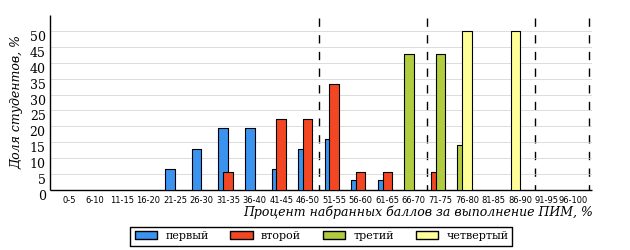 Доля студентов, %
50
45
40
35
30
25
20
15
10
5
0
0-5 6-10 11-15 16-20 21-25 26-30 31-35 36-40 41-45 46-50 51-55 56-60 61-65 66-70 71-75 76-80 81-85 86-90 91-95 96-100
Процент набранных баллов за выполнение ПИМ, %
первый второй третий четвертый